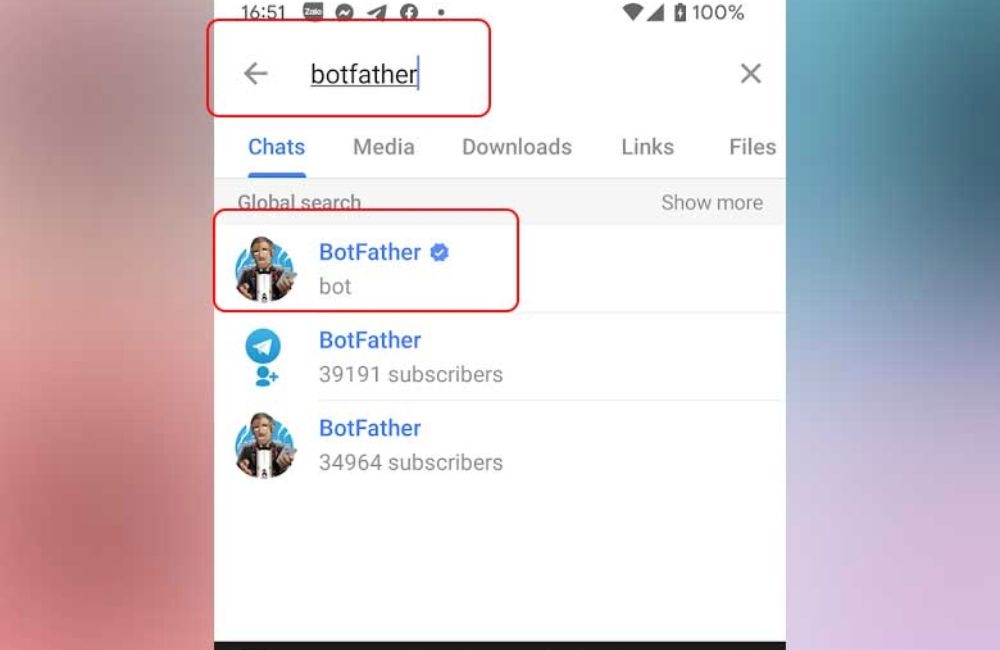 16:51 Zalo 100%
botfather
Chats Media Downloads Links Files
Global search Show more
BotFather
bot
BotFather
39191 subscribers
BotFather
34964 subscribers